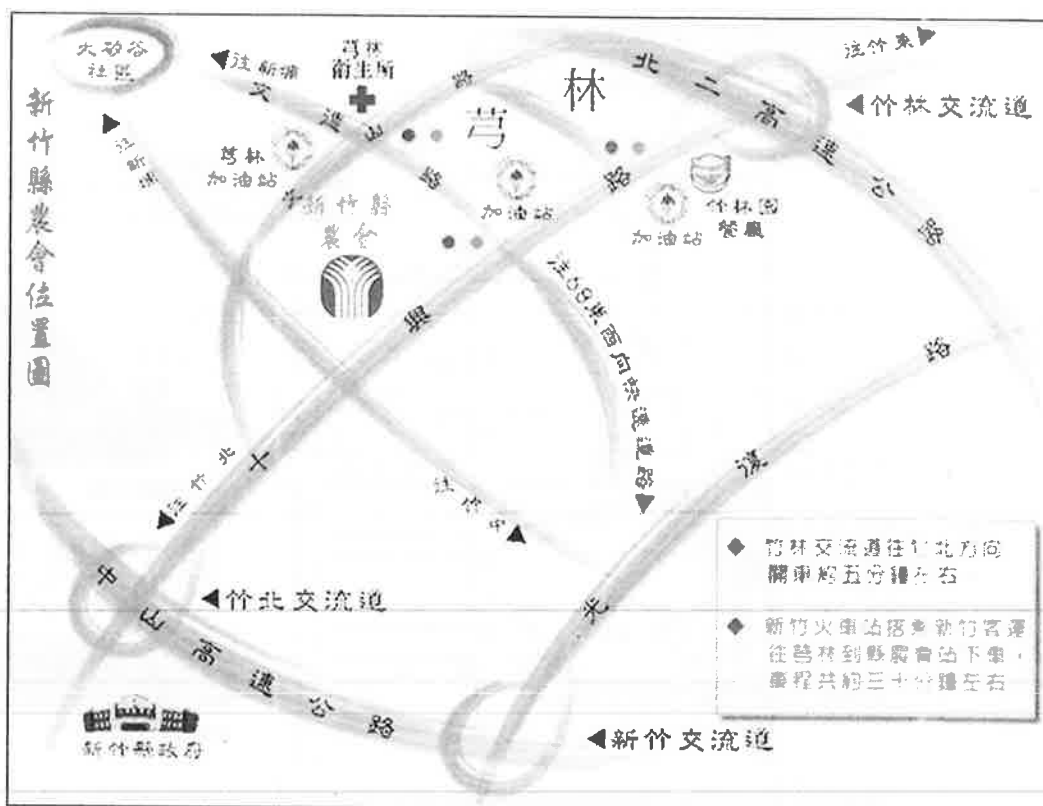 新竹縣農會位置圖
大矽谷
社區
往新埔
芎林
衛生所
文山路
北二高速公路
往竹東
竹林交流道
芎林
芎林
加油站
新竹縣
農會
加油站
加油站
竹林園
餐廳
興
路
往68東西向快速道路
光復路
往竹北
往竹中
竹北交流道
中山高速公路
新竹縣政府
新竹交流道
竹林交流道往竹北方向
開車約五分鐘左右
新竹火車站搭乘新竹客運
往芎林到縣農會站下車,
車程共約三十分鐘左右